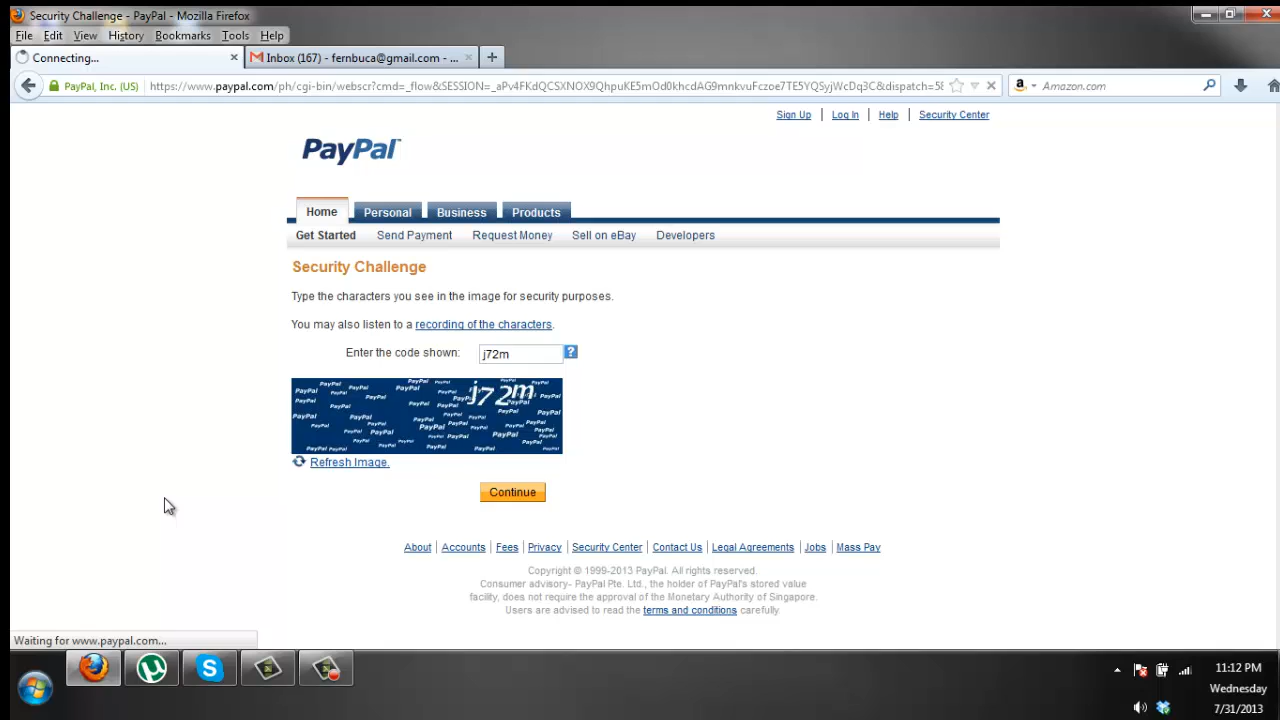 Security Challenge - PayPal - Mozilla Firefox
File Edit View History Bookmarks Tools Help
Connecting... Inbox (167) - fernbuca@gmail.com - ...
PayPal, Inc. (US) https://www.paypal.com/ph/cgi-bin/webscr?cmd=_flow&SESSION=_aPv4FKdQCSXNOX9QhpuKE5mOd0khcdAG9mnkvuFczoe7TE5YQSyjWcDq3C&dispatch=5 Amazon.com
Sign Up Log In Help Security Center
PayPal
Home Personal Business Products
Get Started Send Payment Request Money Sell on eBay Developers
Security Challenge
Type the characters you see in the image for security purposes.
You may also listen to a recording of the characters.
Enter the code shown: j72m ?
PayPal j72m
Refresh Image.
Continue
About Accounts Fees Privacy Security Center Contact Us Legal Agreements Jobs Mass Pay
Copyright © 1999-2013 PayPal. All rights reserved.
Consumer advisory- PayPal Pte. Ltd., the holder of PayPal's stored value
facility, does not require the approval of the Monetary Authority of Singapore.
Users are advised to read the terms and conditions carefully.
Waiting for www.paypal.com...
11:12 PM
Wednesday
7/31/2013